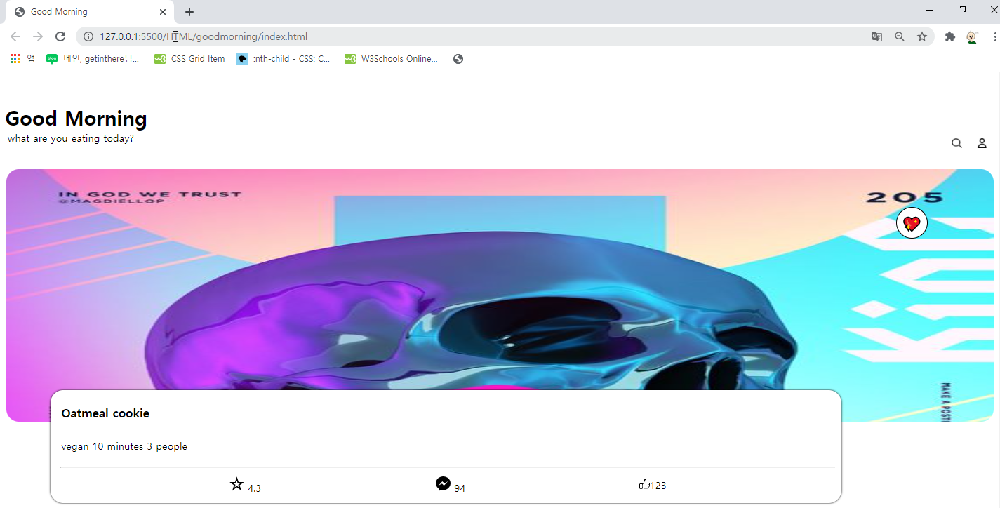 Good Morning
127.0.0.1:5500/HTML/goodmorning/index.html
앱 메인, getinthere님... CSS Grid Item :nth-child - CSS: C... W3Schools Online...
Good Morning
what are you eating today?
IN GOD WE TRUST
@MAGDIELLOP
205
MAKE A POST
Oatmeal cookie
vegan 10 minutes 3 people
4.3 94 123